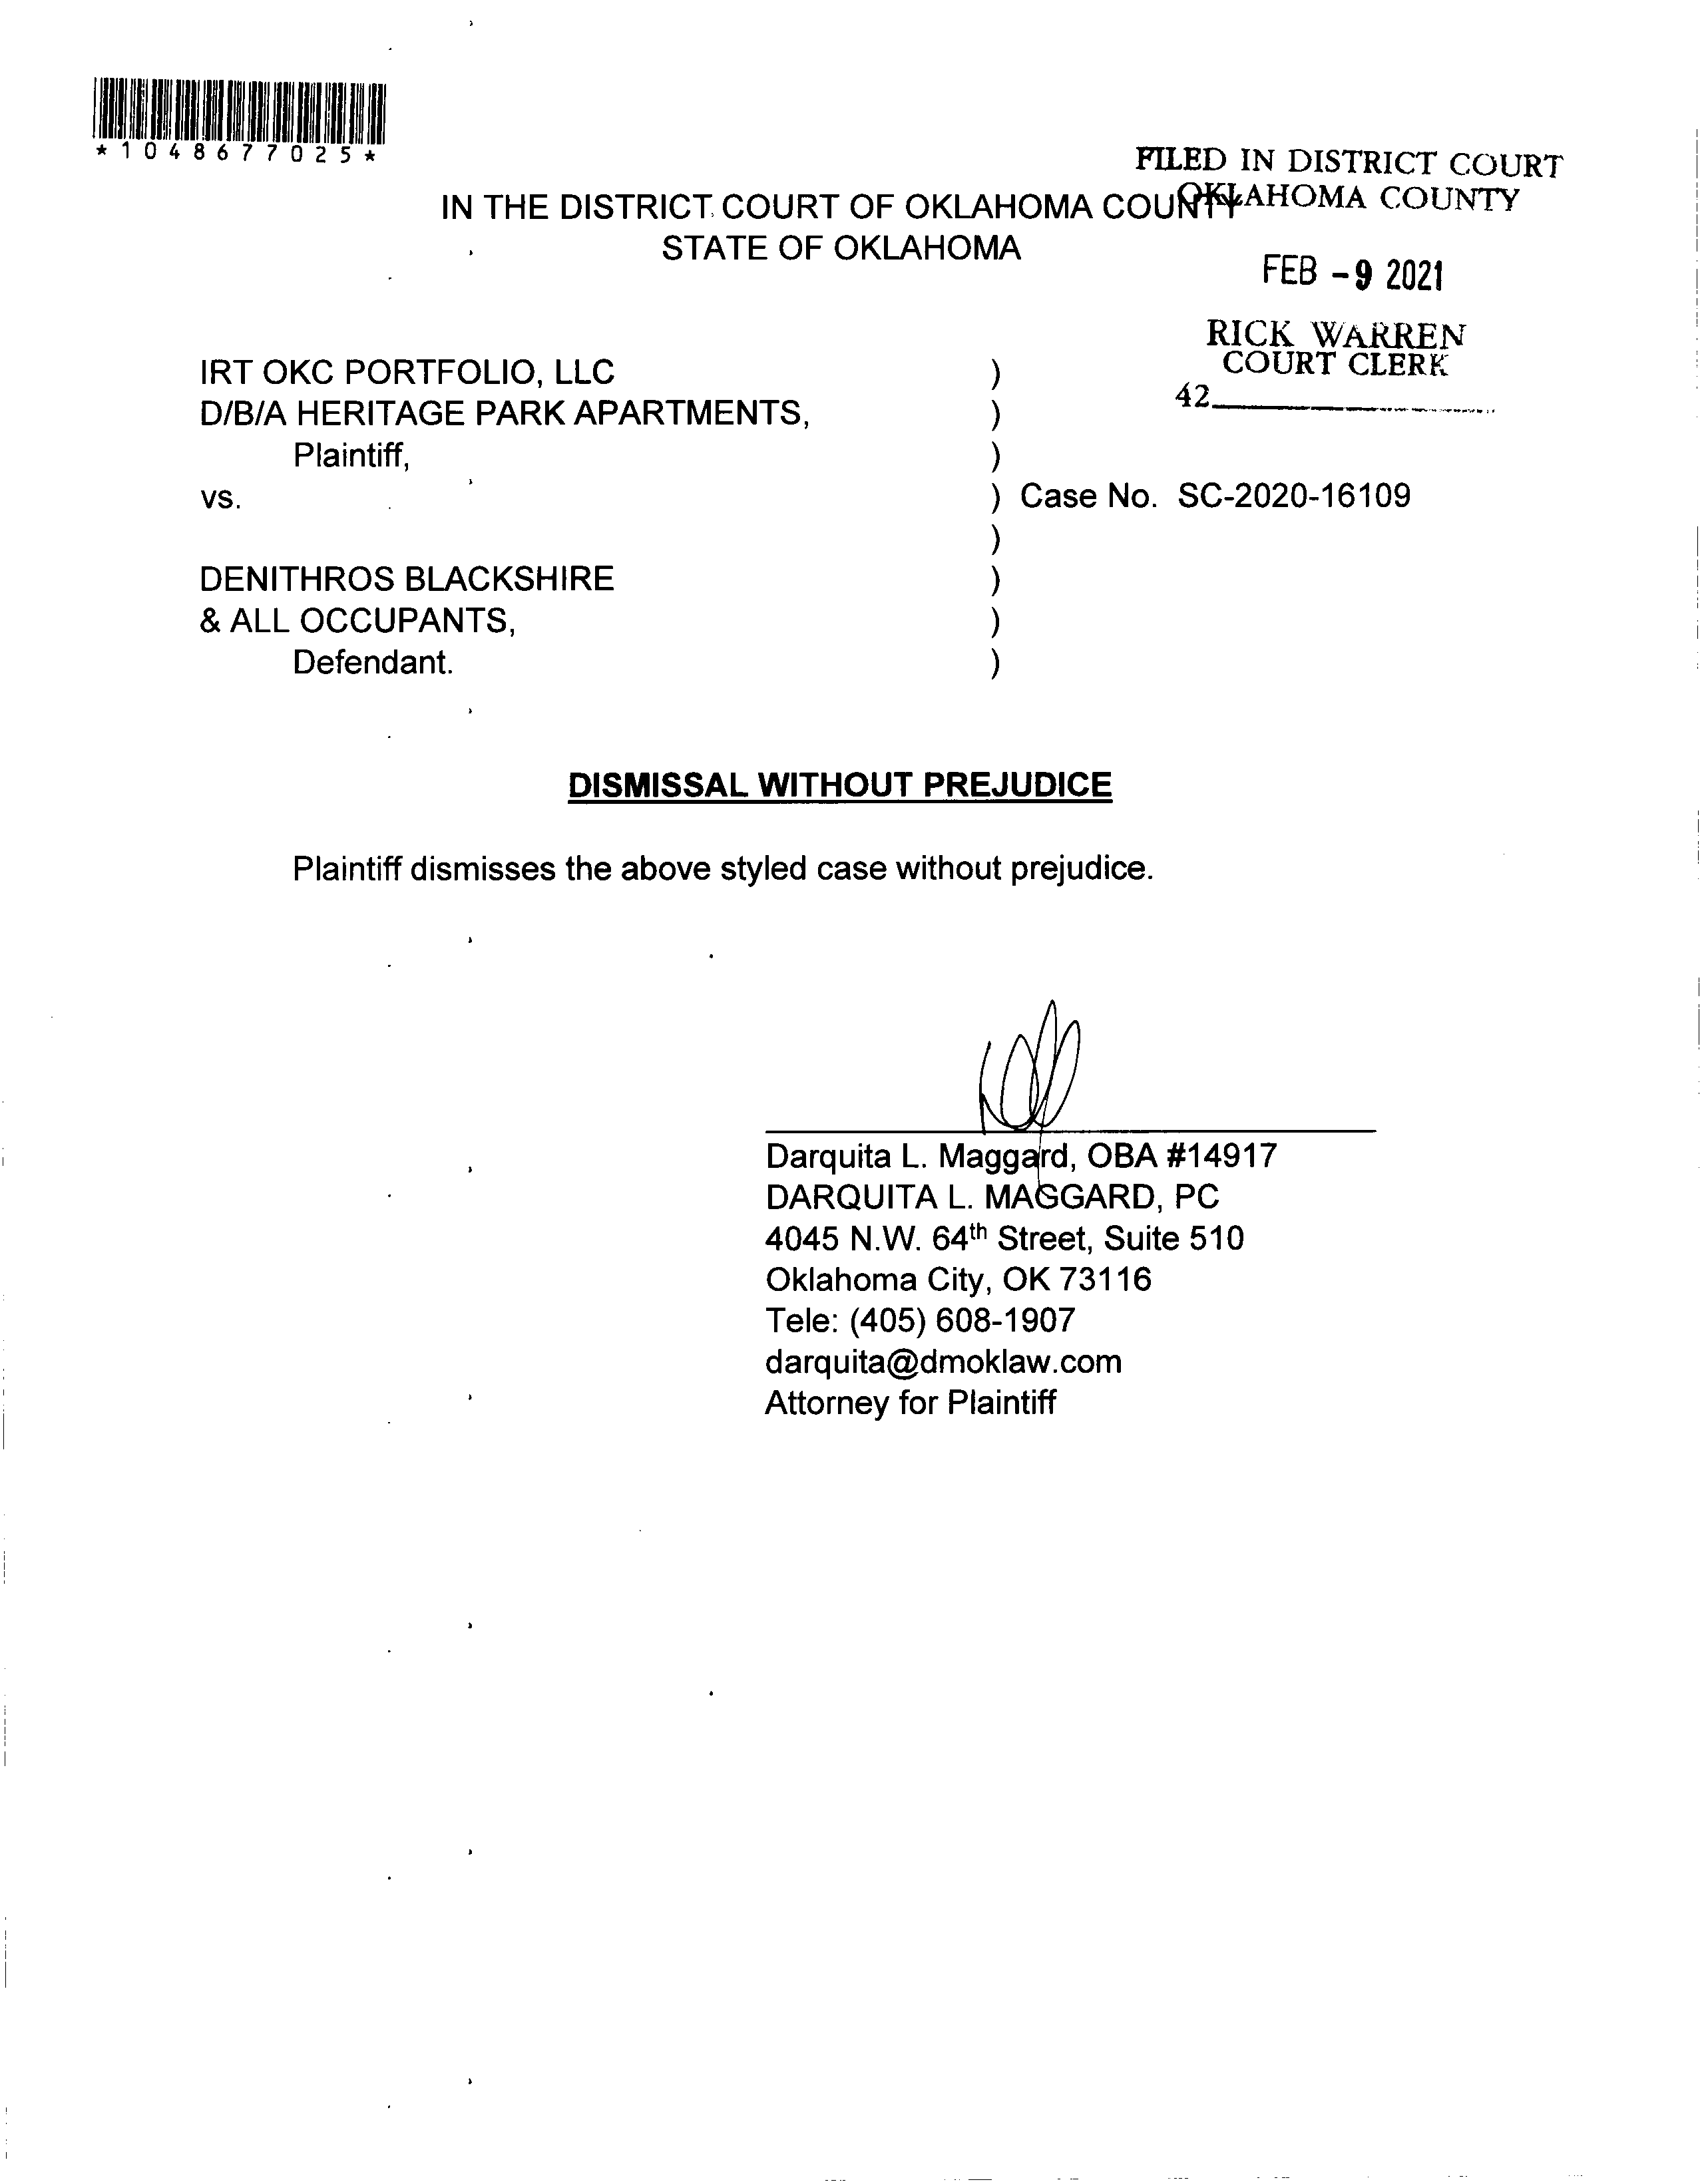 *1048677025*
FILED IN DISTRICT COURT
OKLAHOMA COUNTY
IN THE DISTRICT COURT OF OKLAHOMA COUNTY
STATE OF OKLAHOMA
FEB -9 2021
RICK WARREN
COURT CLERK
42
IRT OKC PORTFOLIO, LLC )
D/B/A HERITAGE PARK APARTMENTS, )
Plaintiff, )
vs. ) Case No. SC-2020-16109
)
DENITHROS BLACKSHIRE )
& ALL OCCUPANTS, )
Defendant. )
DISMISSAL WITHOUT PREJUDICE
Plaintiff dismisses the above styled case without prejudice.
Darquita L. Maggard, OBA #14917
DARQUITA L. MAGGARD, PC
4045 N.W. 64th Street, Suite 510
Oklahoma City, OK 73116
Tele: (405) 608-1907
darquita@dmoklaw.com
Attorney for Plaintiff